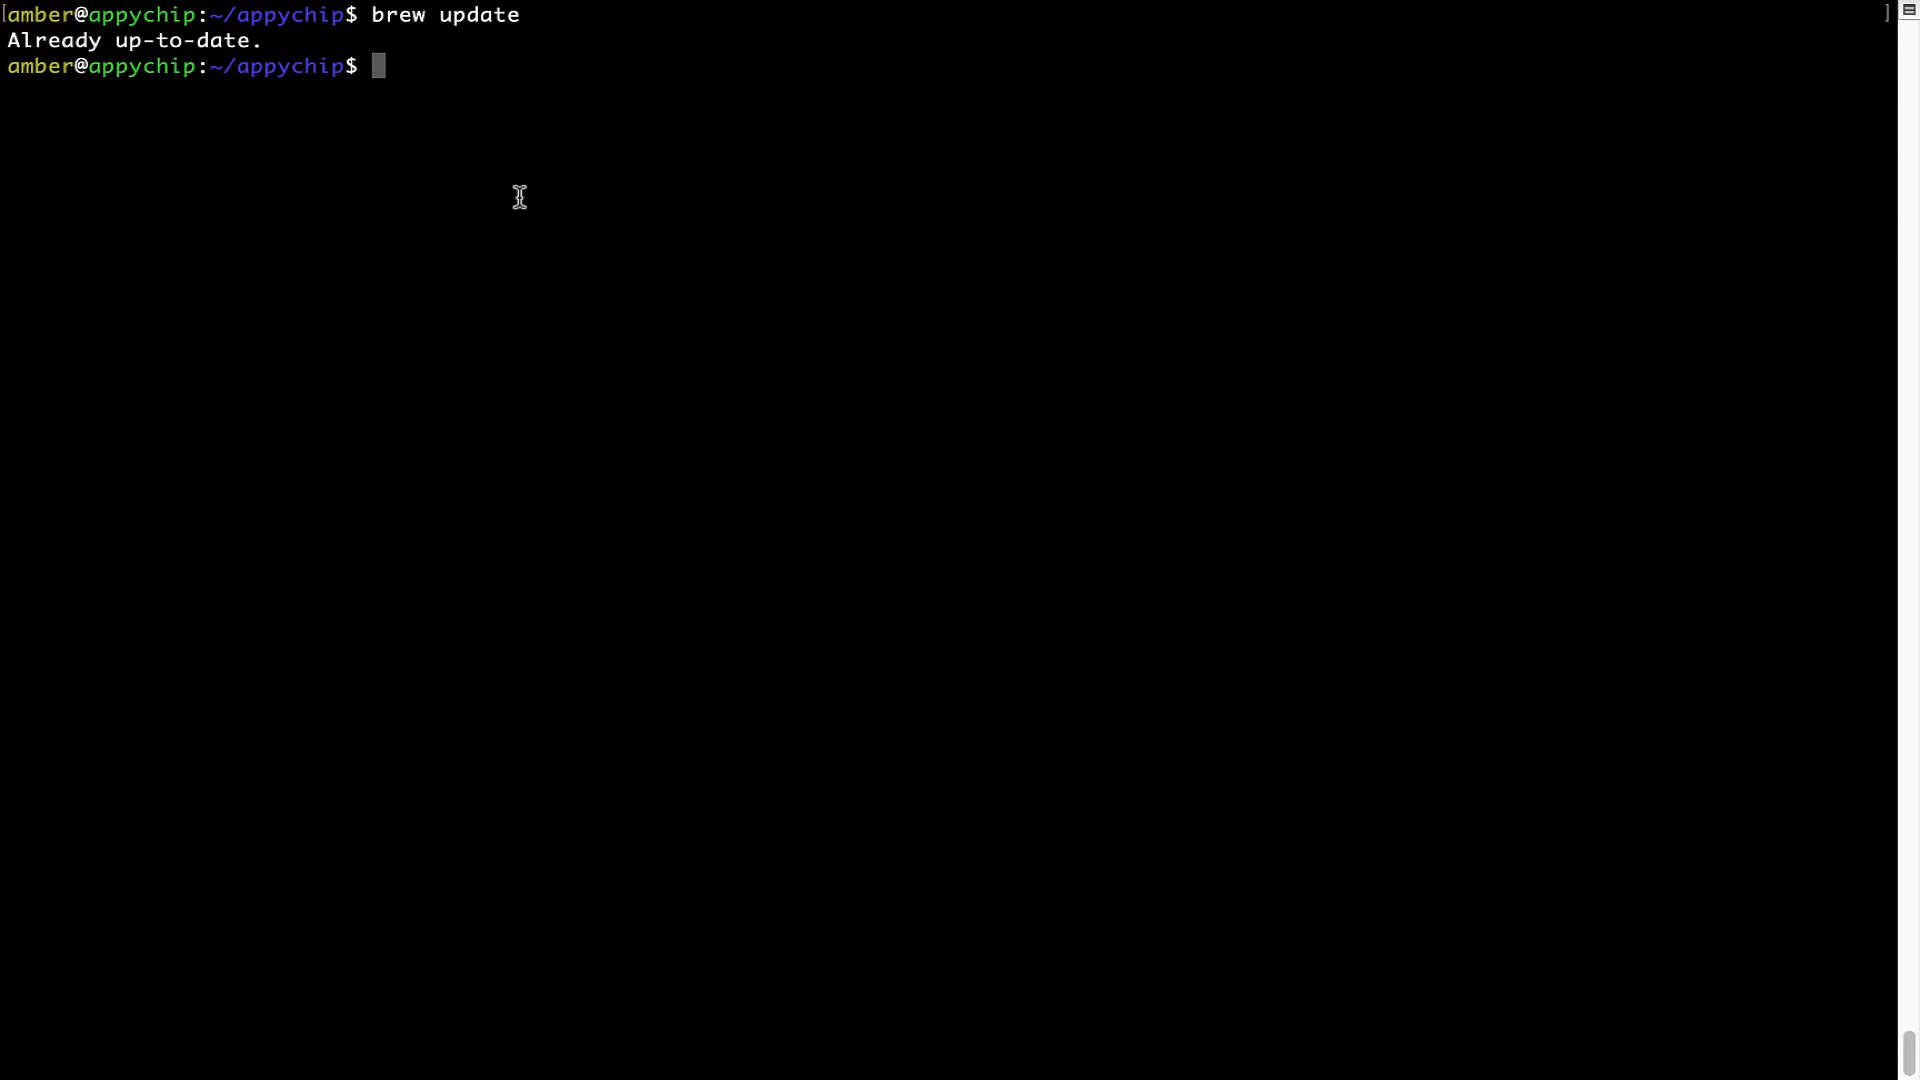 [amber@appychip:~/appychip$ brew update ]
Already up-to-date.
amber@appychip:~/appychip$